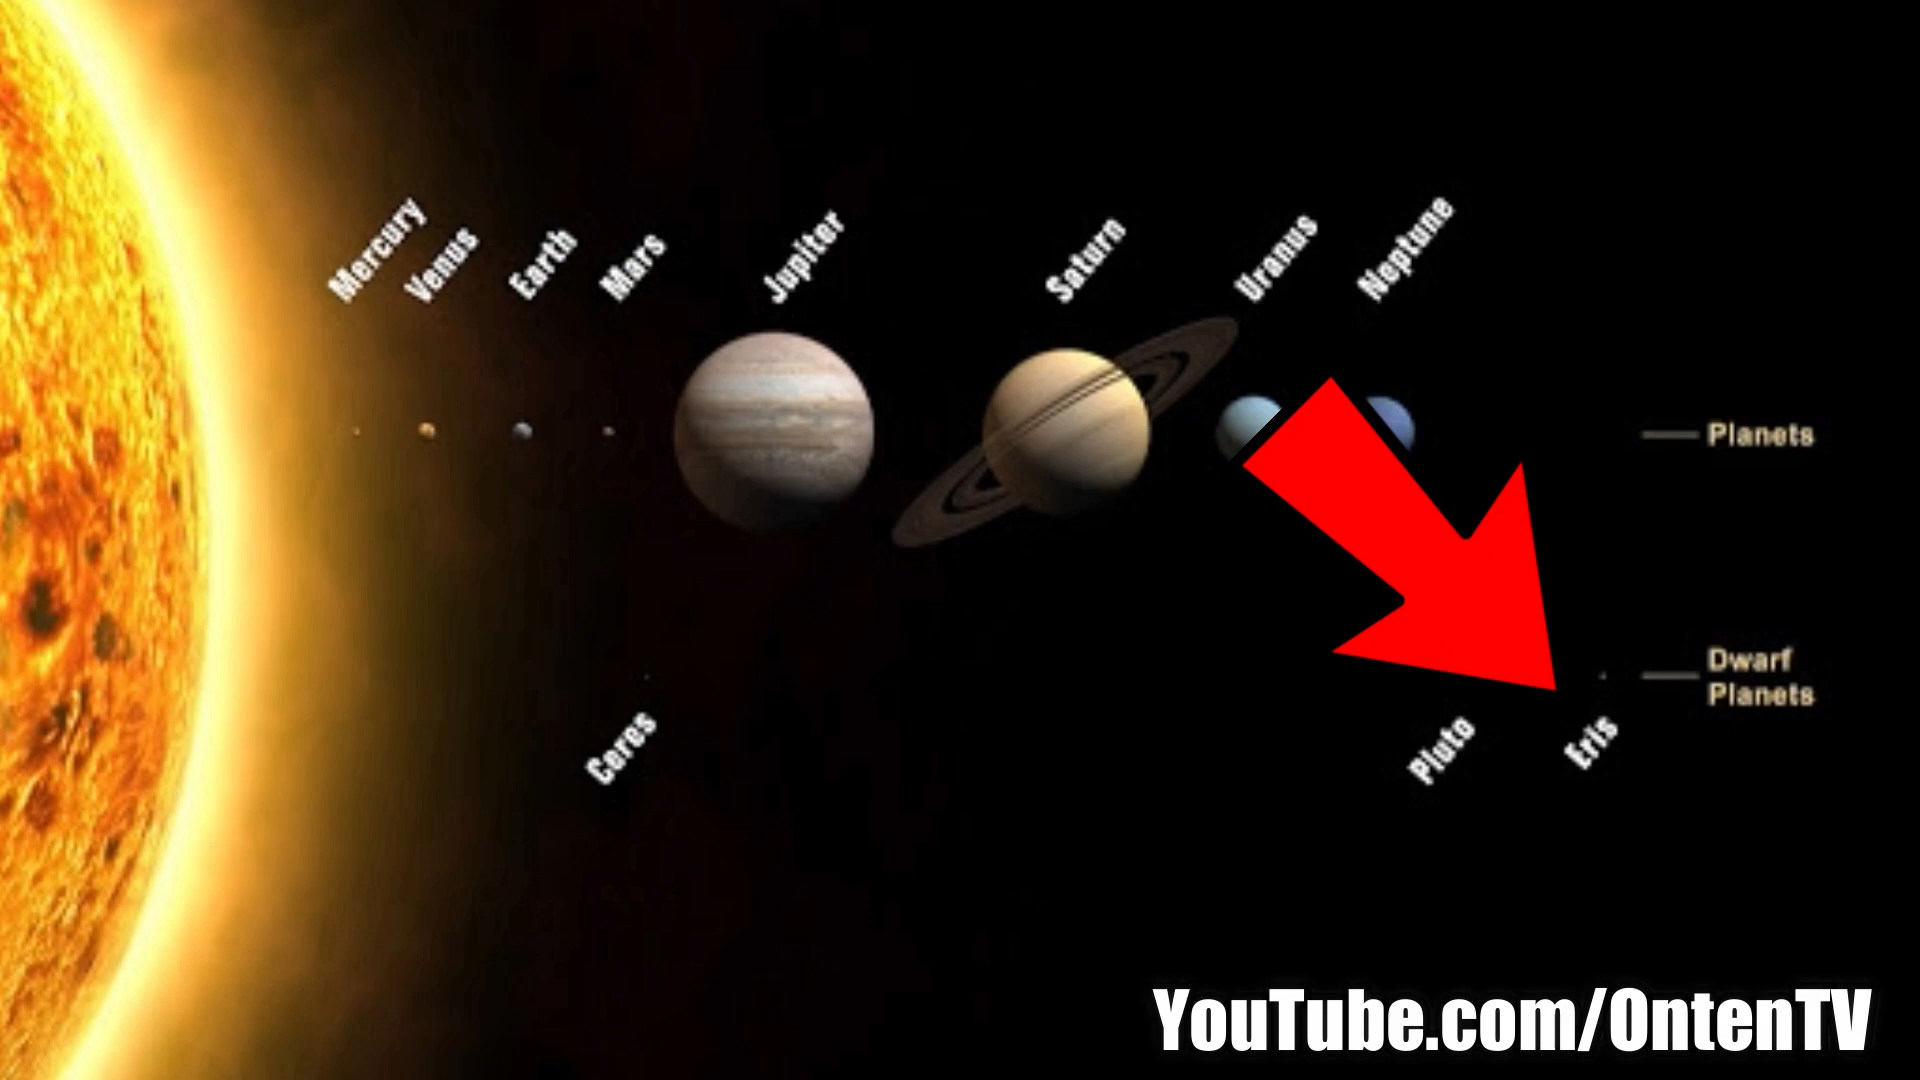 Mercury
Venus
Earth
Mars
Jupiter
Saturn
Uranus
Neptune
Planets
Dwarf
Planets
Ceres
Pluto
Eris
YouTube.com/OntenTV